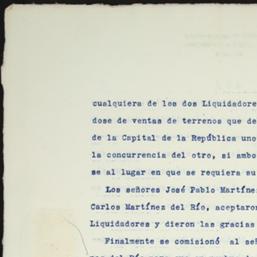 cualquiera de los dos Liquidadore
dose de ventas de terrenos que de
de la Capital de la República uno
la concurrencia del otro, si ambo
se al lugar en que se requiera su
Los señores José Pablo Martíne
Carlos Martínez del Río, aceptaron
Liquidadores y dieron las gracias
Finalmente se comisionó al señ